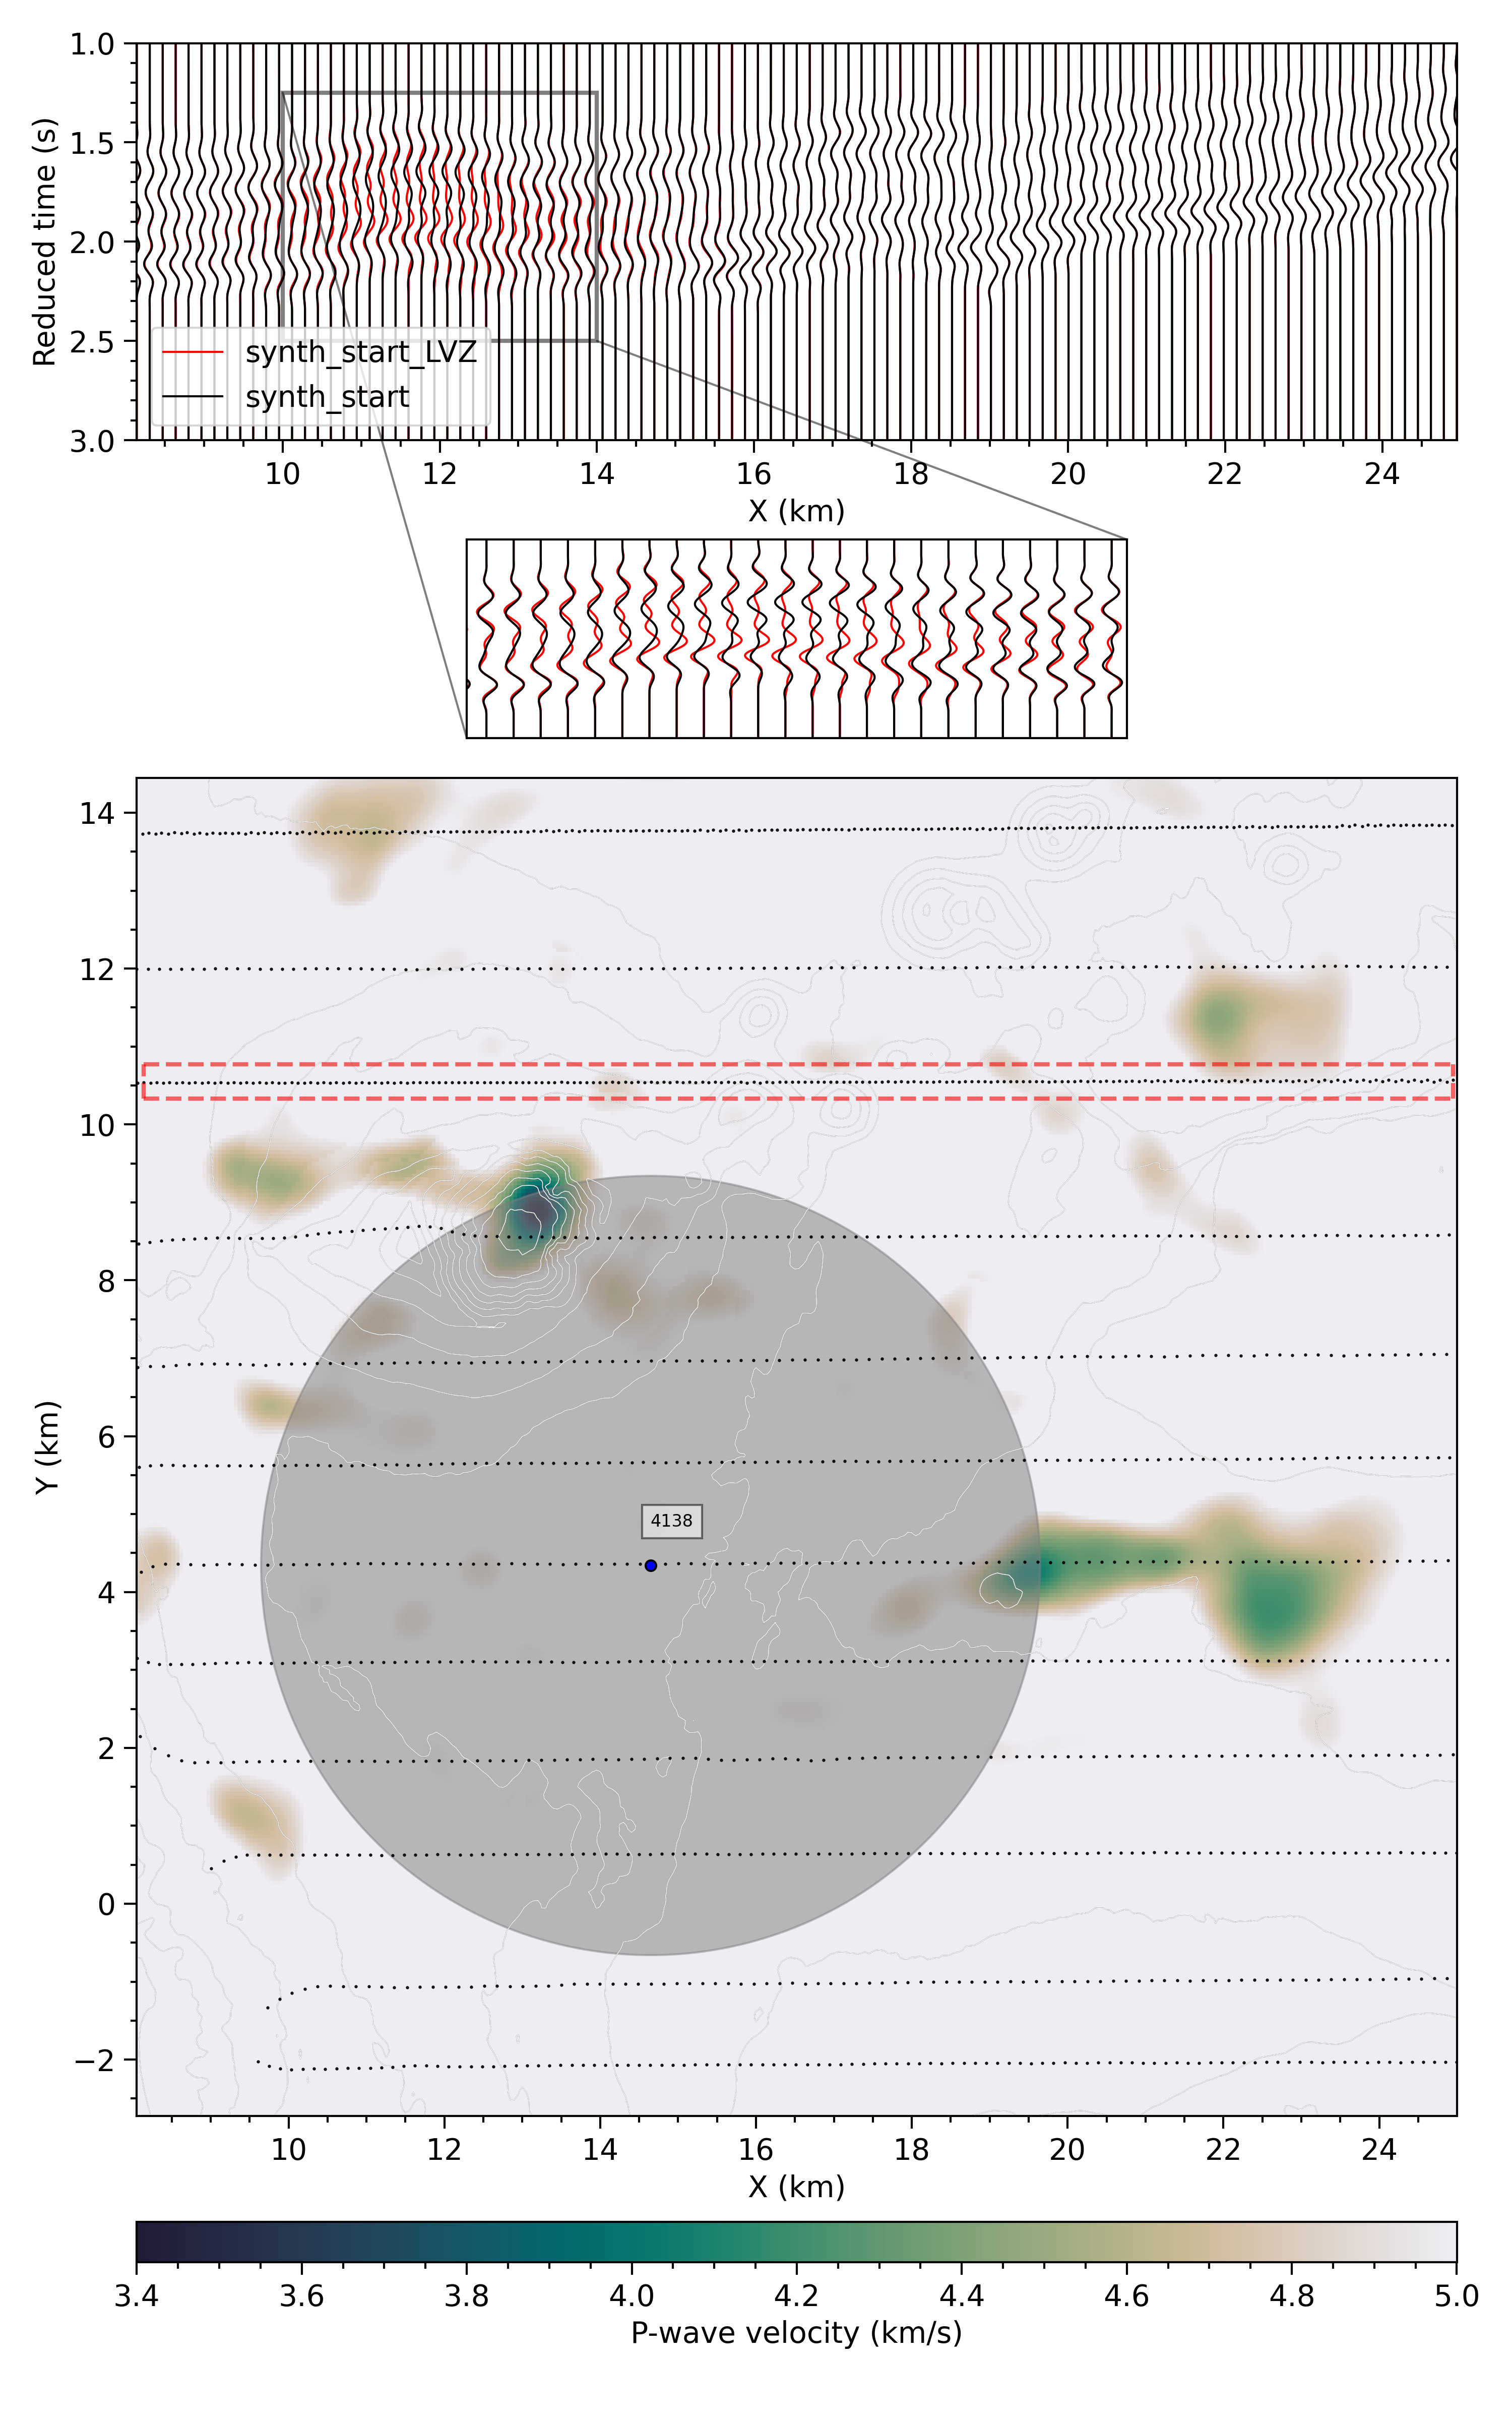 1.0
1.5
2.0
2.5
3.0
Reduced time (s)
synth_start_LVZ
synth_start
10 12 14 16 18 20 22 24
X (km)
14
12
10
8
6
4
2
0
−2
Y (km)
4138
10 12 14 16 18 20 22 24
X (km)
3.4 3.6 3.8 4.0 4.2 4.4 4.6 4.8 5.0
P-wave velocity (km/s)